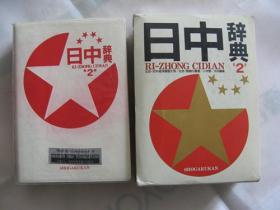 日中辞典
RI-ZHONG CIDIAN
"2"
SHOGAKUKAN
日中辞典
RI-ZHONG CIDIAN "2"
SHOGAKUKAN